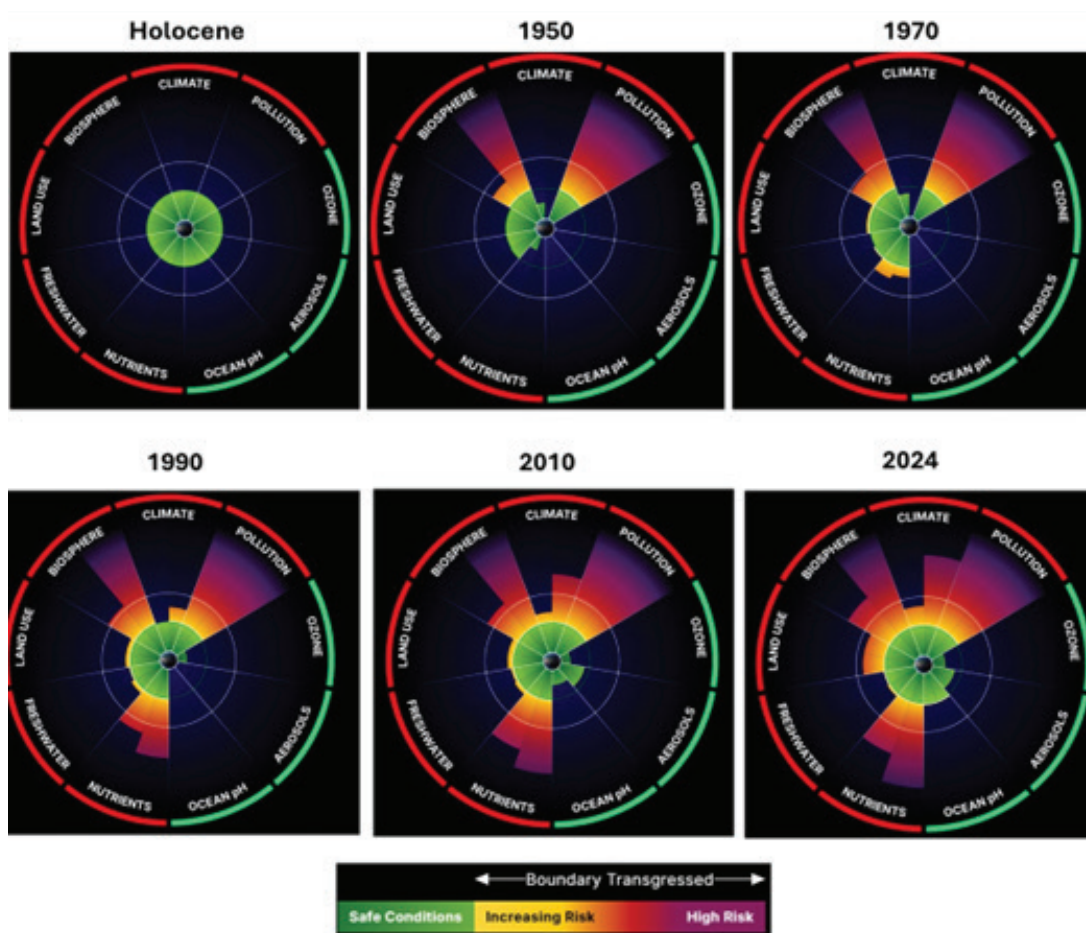 Holocene
1950
1970
CLIMATE
POLLUTION
OZONE
AEROSOLS
OCEAN pH
NUTRIENTS
FRESHWATER
LAND USE
BIOSPHERE
CLIMATE
POLLUTION
OZONE
AEROSOLS
OCEAN pH
NUTRIENTS
FRESHWATER
LAND USE
BIOSPHERE
CLIMATE
POLLUTION
OZONE
AEROSOLS
OCEAN pH
NUTRIENTS
FRESHWATER
LAND USE
BIOSPHERE
1990
2010
2024
CLIMATE
POLLUTION
OZONE
AEROSOLS
OCEAN pH
NUTRIENTS
FRESHWATER
LAND USE
BIOSPHERE
CLIMATE
POLLUTION
OZONE
AEROSOLS
OCEAN pH
NUTRIENTS
FRESHWATER
LAND USE
BIOSPHERE
CLIMATE
POLLUTION
OZONE
AEROSOLS
OCEAN pH
NUTRIENTS
FRESHWATER
LAND USE
BIOSPHERE
Boundary Transgressed
Safe Conditions Increasing Risk High Risk